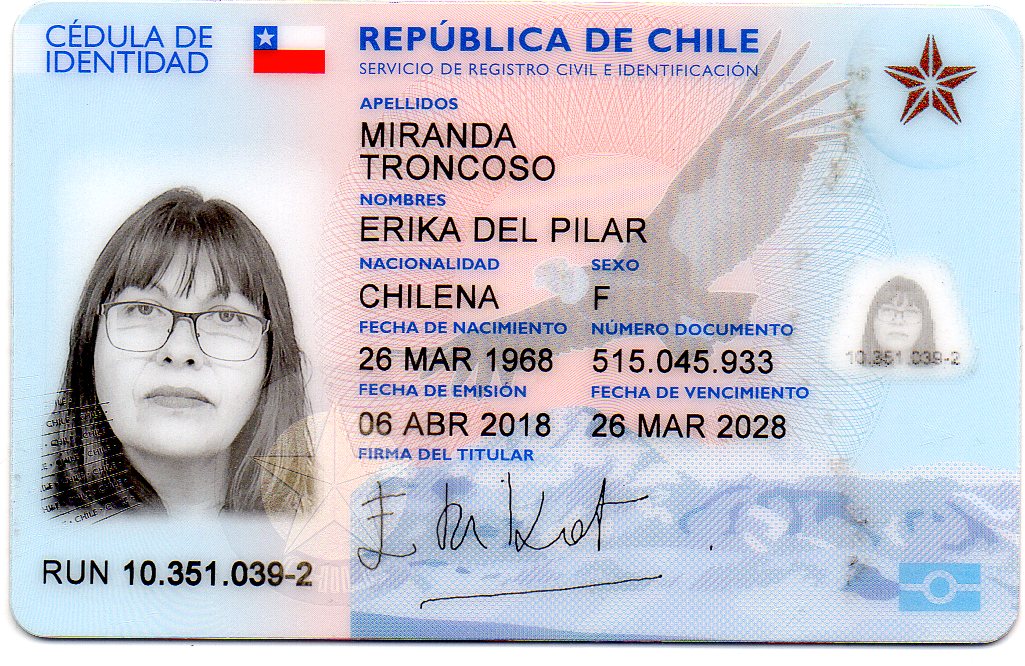 CÉDULA DE
IDENTIDAD
REPÚBLICA DE CHILE
SERVICIO DE REGISTRO CIVIL E IDENTIFICACIÓN
APELLIDOS
MIRANDA
TRONCOSO
NOMBRES
ERIKA DEL PILAR
NACIONALIDAD SEXO
CHILENA F
FECHA DE NACIMIENTO NÚMERO DOCUMENTO
26 MAR 1968 515.045.933
FECHA DE EMISIÓN FECHA DE VENCIMIENTO
06 ABR 2018 26 MAR 2028
FIRMA DEL TITULAR
RUN 10.351.039-2
10.351.039-2